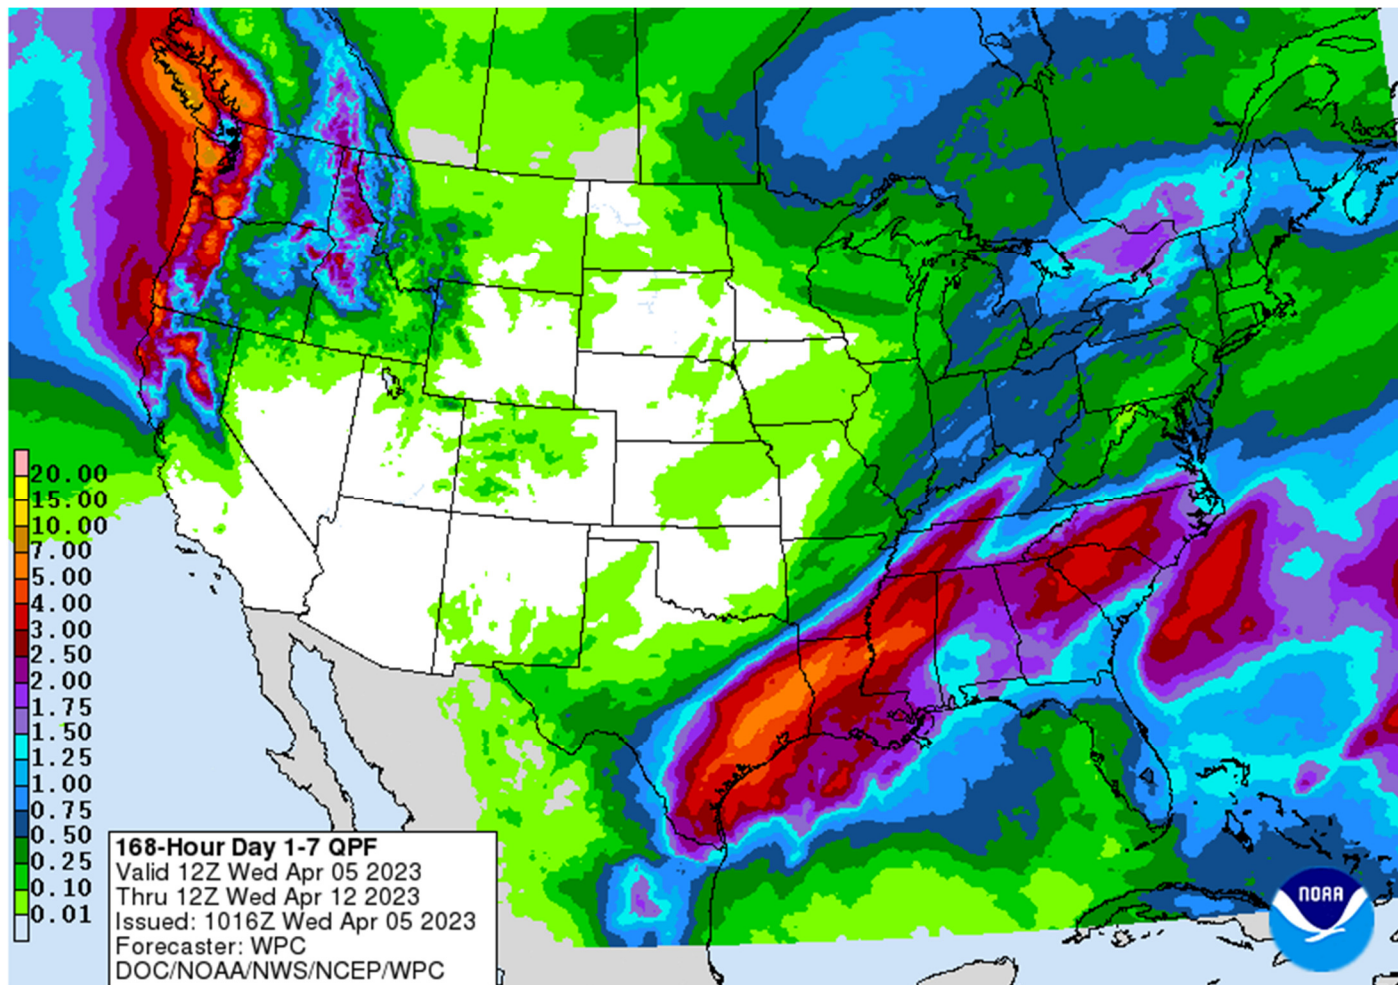 20.00
15.00
10.00
7.00
5.00
4.00
3.00
2.50
2.00
1.75
1.50
1.25
1.00
0.75
0.50
0.25
0.10
0.01
168-Hour Day 1-7 QPF
Valid 12Z Wed Apr 05 2023
Thru 12Z Wed Apr 12 2023
Issued: 1016Z Wed Apr 05 2023
Forecaster: WPC
DOC/NOAA/NWS/NCEP/WPC
NOAA